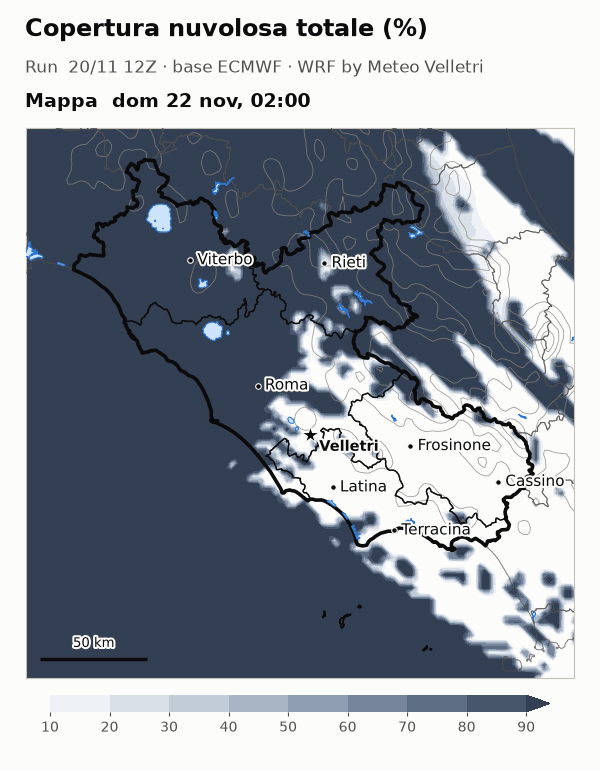 Copertura nuvolosa totale (%)
Run 20/11 12Z · base ECMWF · WRF by Meteo Velletri
Mappa dom 22 nov, 02:00
Viterbo
Rieti
Roma
Velletri
Frosinone
Latina
Cassino
Terracina
50 km
10 20 30 40 50 60 70 80 90